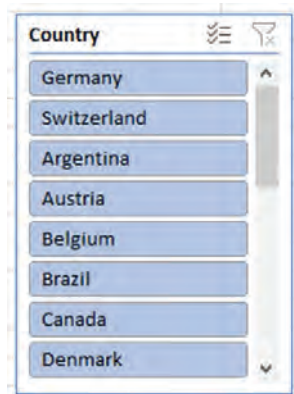 Country
Germany
Switzerland
Argentina
Austria
Belgium
Brazil
Canada
Denmark